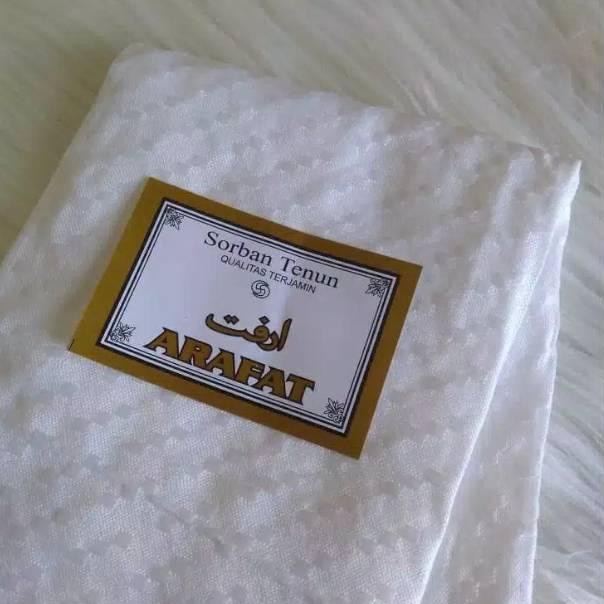 Sorban Tenun
QUALITAS TERJAMIN
ارفت
ARAFAT